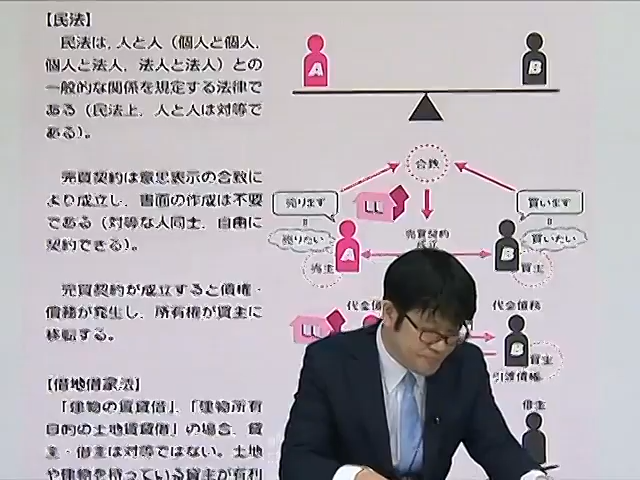 【民法】
民法は，人と人（個人と個人，
個人と法人，法人と法人）との
一般的な関係を規定する法律で
ある（民法上，人と人は対等で
ある）。
売買契約は意思表示の合致に
より成立し，書面の作成は不要
である（対等な人同士，自由に
契約できる）。
売買契約が成立すると債権・
債務が発生し，所有権が買主に
移転する。
【借地借家法】
「建物の賃貸借」，「建物所有
目的の土地賃貸借」の場合，貸
主・借主は対等ではない。土地
や建物を持っている貸主が有利
A
B
合致
売ります
買います
売りたい
買いたい
売買契約
成立
A
B
売主
買主
代金債
代金債務
B
買主
引渡債権
借主